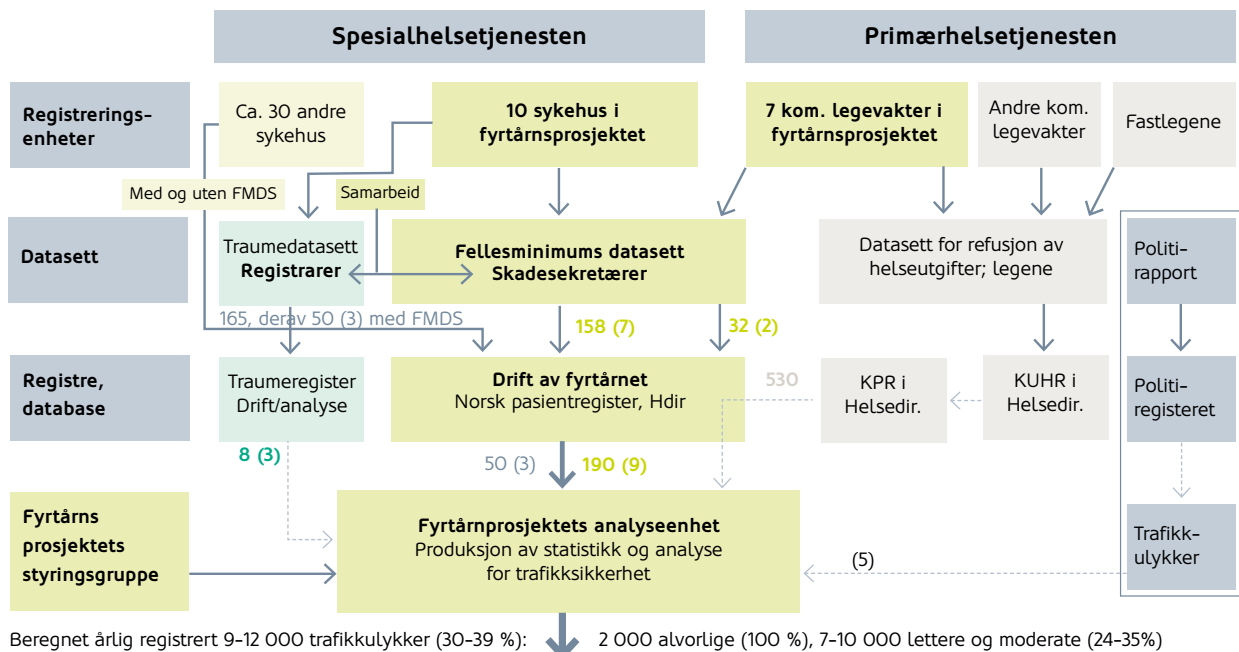 Spesialhelsetjenesten
Primærhelsetjenesten
Registrerings-
enheter
Ca. 30 andre
sykehus
10 sykehus i
fyrtårnsprosjektet
7 kom. legevakter i
fyrtårnsprosjektet
Andre kom.
legevakter
Fastlegene
Med og uten FMDS
Samarbeid
Datasett
Traumedatasett
Registrarer
Fellesminimums datasett
Skadesekretærer
Datasett for refusjon av
helseutgifter; legene
Politi-
rapport
165, derav 50 (3) med FMDS
158 (7)
32 (2)
Registre,
database
Traumeregister
Drift/analyse
Drift av fyrtårnet
Norsk pasientregister, Hdir
530
KPR i
Helsedir.
KUHR i
Helsedir.
Politi-
registeret
8 (3)
50 (3)
190 (9)
Fyrtårns
prosjektets
styringsgruppe
Fyrtårnprosjektets analyseenhet
Produksjon av statistikk og analyse
for trafikksikkerhet
(5)
Trafikk-
ulykker
Beregnet årlig registrert 9-12 000 trafikkulykker (30-39 %): 2 000 alvorlige (100 %), 7-10 000 lettere og moderate (24-35%)